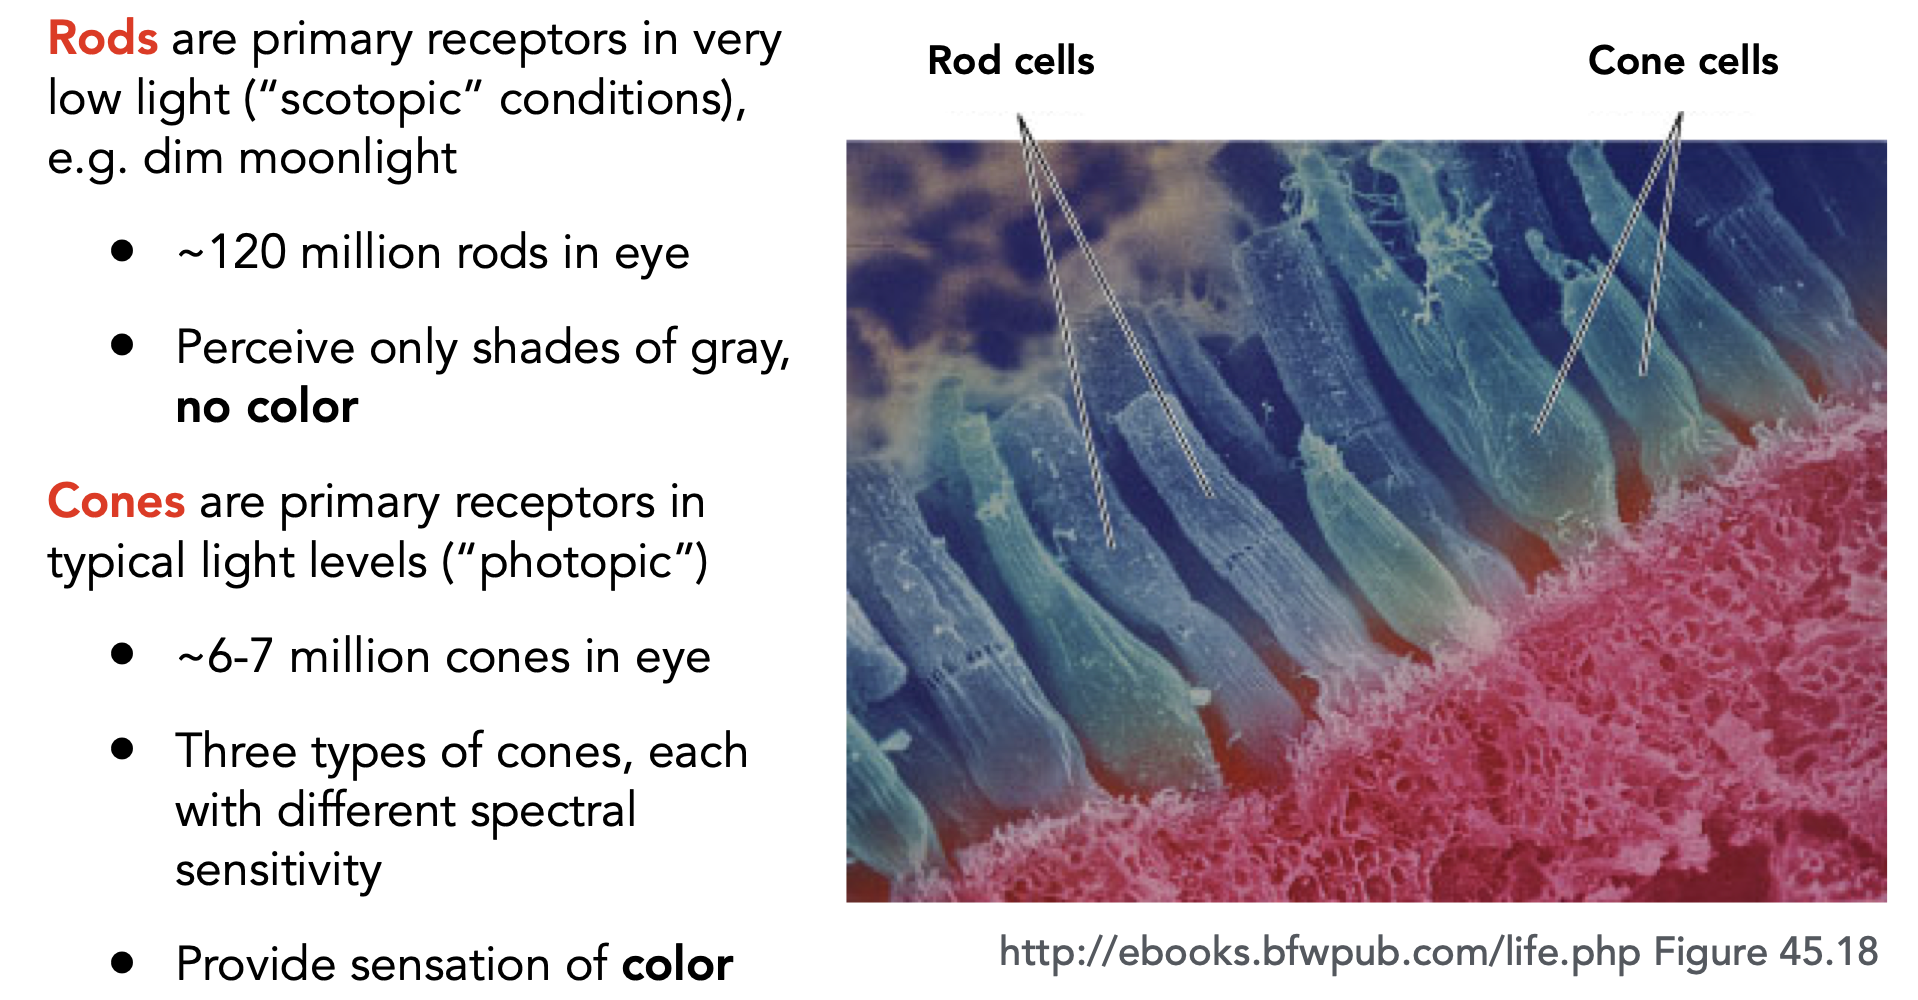 Rods are primary receptors in very
low light (“scotopic” conditions),
e.g. dim moonlight
● ~120 million rods in eye
● Perceive only shades of gray,
no color
Cones are primary receptors in
typical light levels (“photopic”)
● ~6-7 million cones in eye
● Three types of cones, each
with different spectral
sensitivity
● Provide sensation of color
Rod cells
Cone cells
http://ebooks.bfwpub.com/life.php Figure 45.18